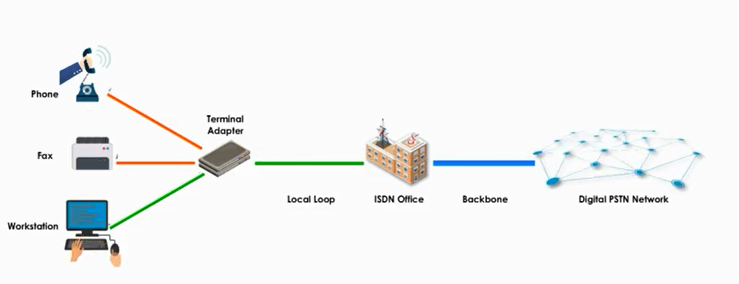 Phone
Terminal
Adapter
Fax
Local Loop
ISDN Office
Backbone
Digital PSTN Network
Workstation